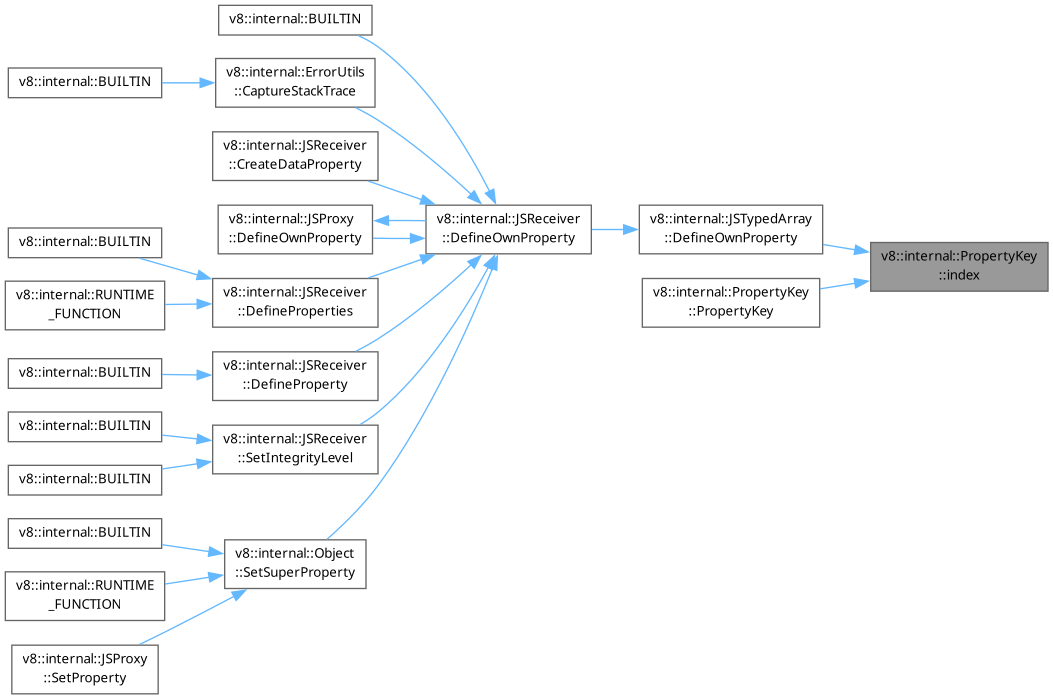 v8::internal::BUILTIN
v8::internal::ErrorUtils
::CaptureStackTrace
v8::internal::BUILTIN
v8::internal::JSReceiver
::CreateDataProperty
v8::internal::JSProxy
::DefineOwnProperty
v8::internal::JSReceiver
::DefineOwnProperty
v8::internal::JSTypedArray
::DefineOwnProperty
v8::internal::PropertyKey
::index
v8::internal::BUILTIN
v8::internal::RUNTIME
_FUNCTION
v8::internal::JSReceiver
::DefineProperties
v8::internal::PropertyKey
::PropertyKey
v8::internal::BUILTIN
v8::internal::JSReceiver
::DefineProperty
v8::internal::BUILTIN
v8::internal::JSReceiver
::SetIntegrityLevel
v8::internal::BUILTIN
v8::internal::BUILTIN
v8::internal::Object
::SetSuperProperty
v8::internal::RUNTIME
_FUNCTION
v8::internal::JSProxy
::SetProperty